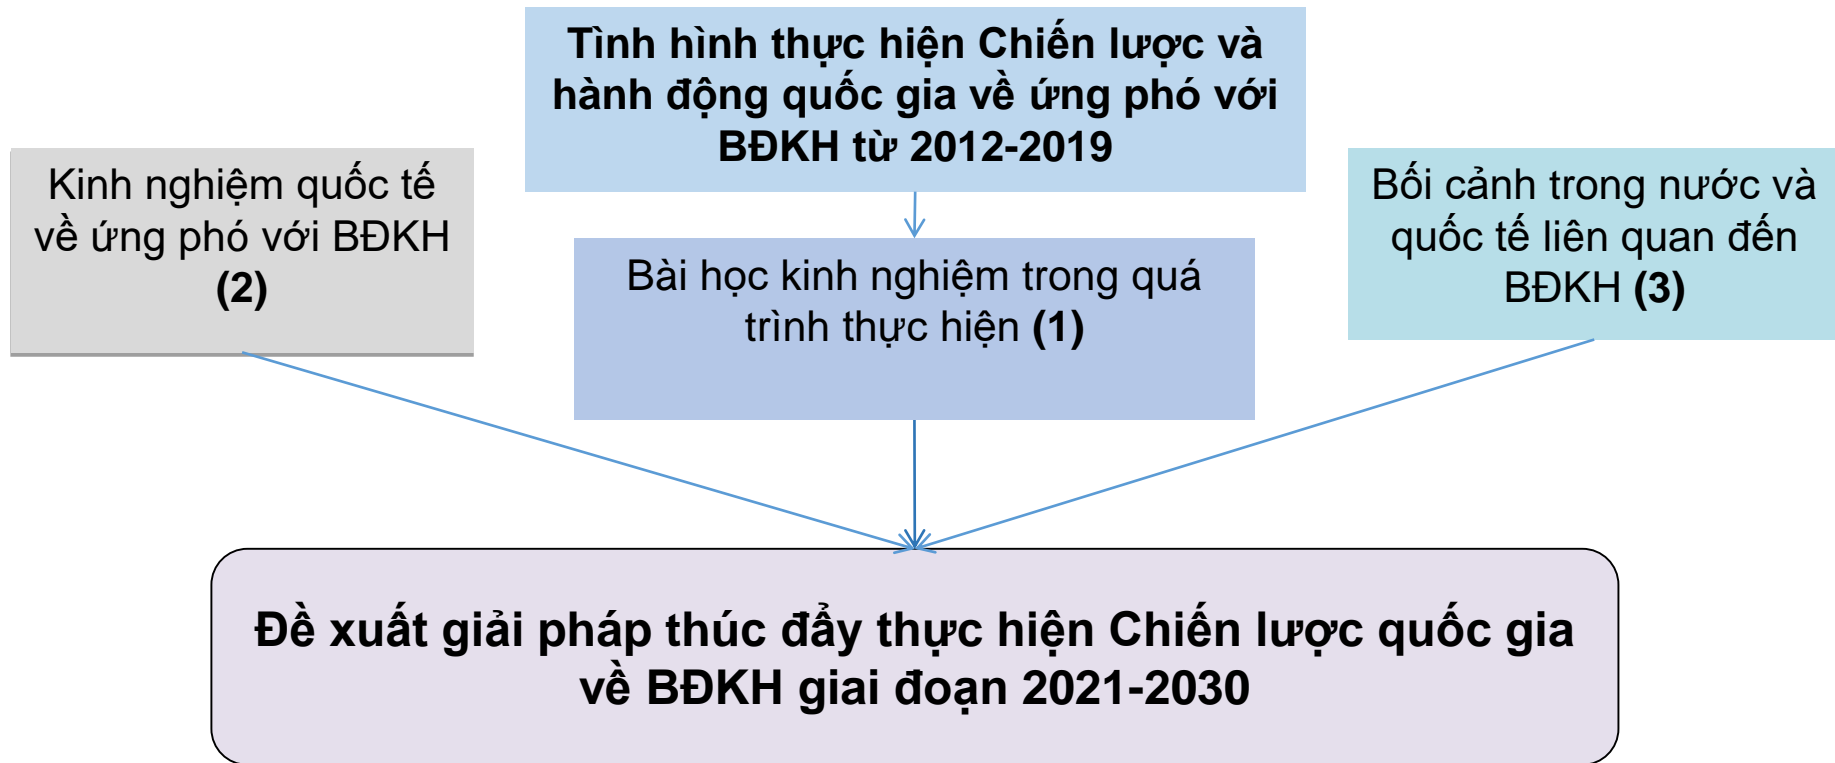 Tình hình thực hiện Chiến lược và
hành động quốc gia về ứng phó với
BĐKH từ 2012-2019
Kinh nghiệm quốc tế
về ứng phó với BĐKH
(2)
Bài học kinh nghiệm trong quá
trình thực hiện (1)
Bối cảnh trong nước và
quốc tế liên quan đến
BĐKH (3)
Đề xuất giải pháp thúc đẩy thực hiện Chiến lược quốc gia
về BĐKH giai đoạn 2021-2030